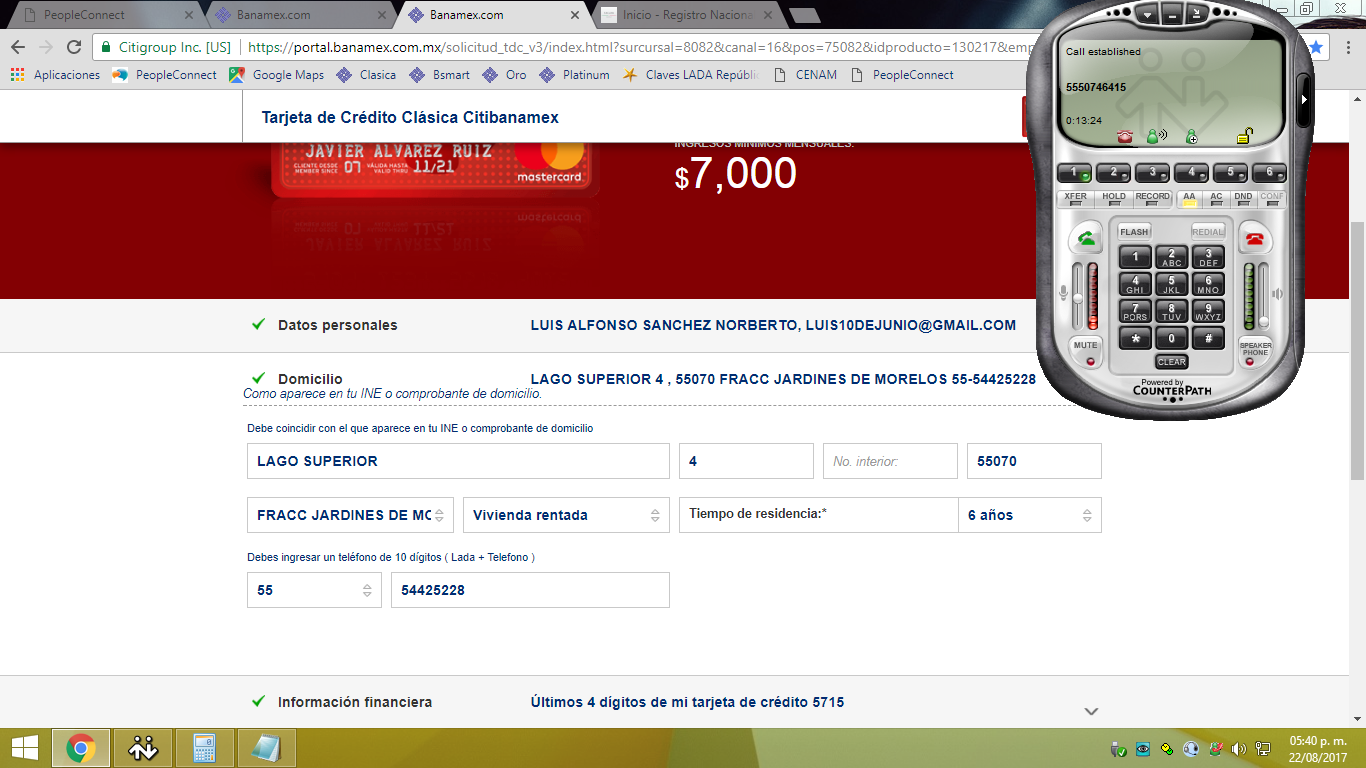 PeopleConnect
Banamex.com
Banamex.com
Inicio - Registro Naciona
Citigroup Inc. [US]
https://portal.banamex.com.mx/solicitud_tdc_v3/index.html?sursursal=8082&canal=16&pos=75082&idproducto=130217&emp
Aplicaciones
PeopleConnect
Google Maps
Clasica
Bsmart
Oro
Platinum
Claves LADA Repúbli
CENAM
PeopleConnect
Tarjeta de Crédito Clásica Citibanamex
JAVIER ALVAREZ RUIZ
CLIENTE DESDE
MEMBER SINCE
07
VÁLIDA HASTA
VALID THRU
11/21
mastercard
INGRESOS MÍNIMOS MENSUALES:
$7,000
Datos personales
LUIS ALFONSO SANCHEZ NORBERTO, LUIS10DEJUNIO@GMAIL.COM
Domicilio
LAGO SUPERIOR 4 , 55070 FRACC JARDINES DE MORELOS 55-54425228
Como aparece en tu INE o comprobante de domicilio.
Debe coincidir con el que aparece en tu INE o comprobante de domicilio
LAGO SUPERIOR
4
No. interior:
55070
FRACC JARDINES DE MO
Vivienda rentada
Tiempo de residencia:*
6 años
Debes ingresar un teléfono de 10 dígitos ( Lada + Telefono )
55
54425228
Información financiera
Últimos 4 dígitos de mi tarjeta de crédito 5715
Call established
5550746415
0:13:24
1
2
3
4
5
6
XFER
HOLD
RECORD
AA
AC
DND
CONF
FLASH
REDIAL
1
2
ABC
3
DEF
4
GHI
5
JKL
6
MNO
7
PQRS
8
TUV
9
WXYZ
*
0
#
CLEAR
MUTE
SPEAKER
PHONE
Powered by
COUNTERPATH
05:40 p. m.
22/08/2017